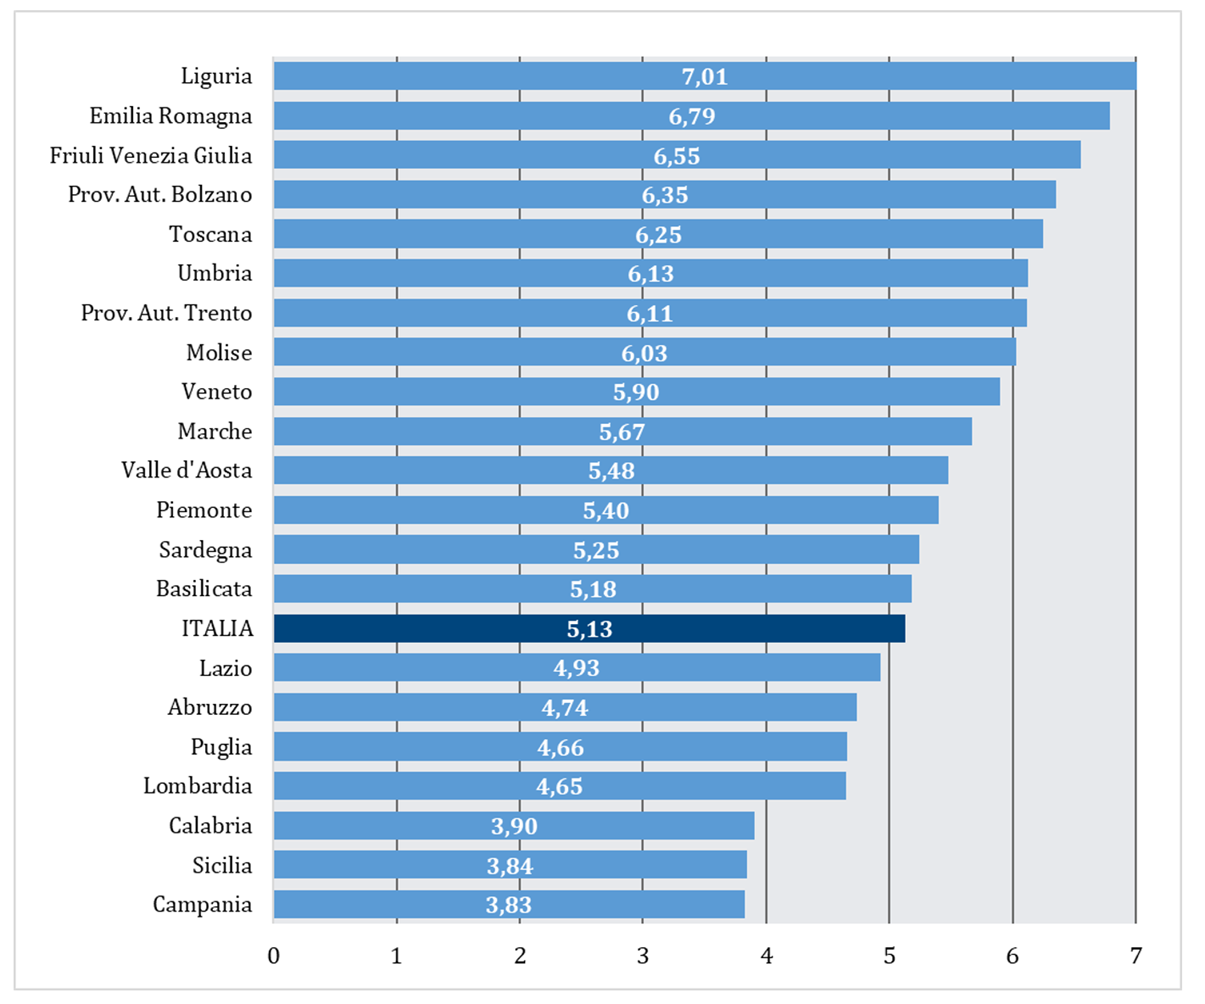 Liguria 7,01
Emilia Romagna 6,79
Friuli Venezia Giulia 6,55
Prov. Aut. Bolzano 6,35
Toscana 6,25
Umbria 6,13
Prov. Aut. Trento 6,11
Molise 6,03
Veneto 5,90
Marche 5,67
Valle d'Aosta 5,48
Piemonte 5,40
Sardegna 5,25
Basilicata 5,18
ITALIA 5,13
Lazio 4,93
Abruzzo 4,74
Puglia 4,66
Lombardia 4,65
Calabria 3,90
Sicilia 3,84
Campania 3,83
0 1 2 3 4 5 6 7